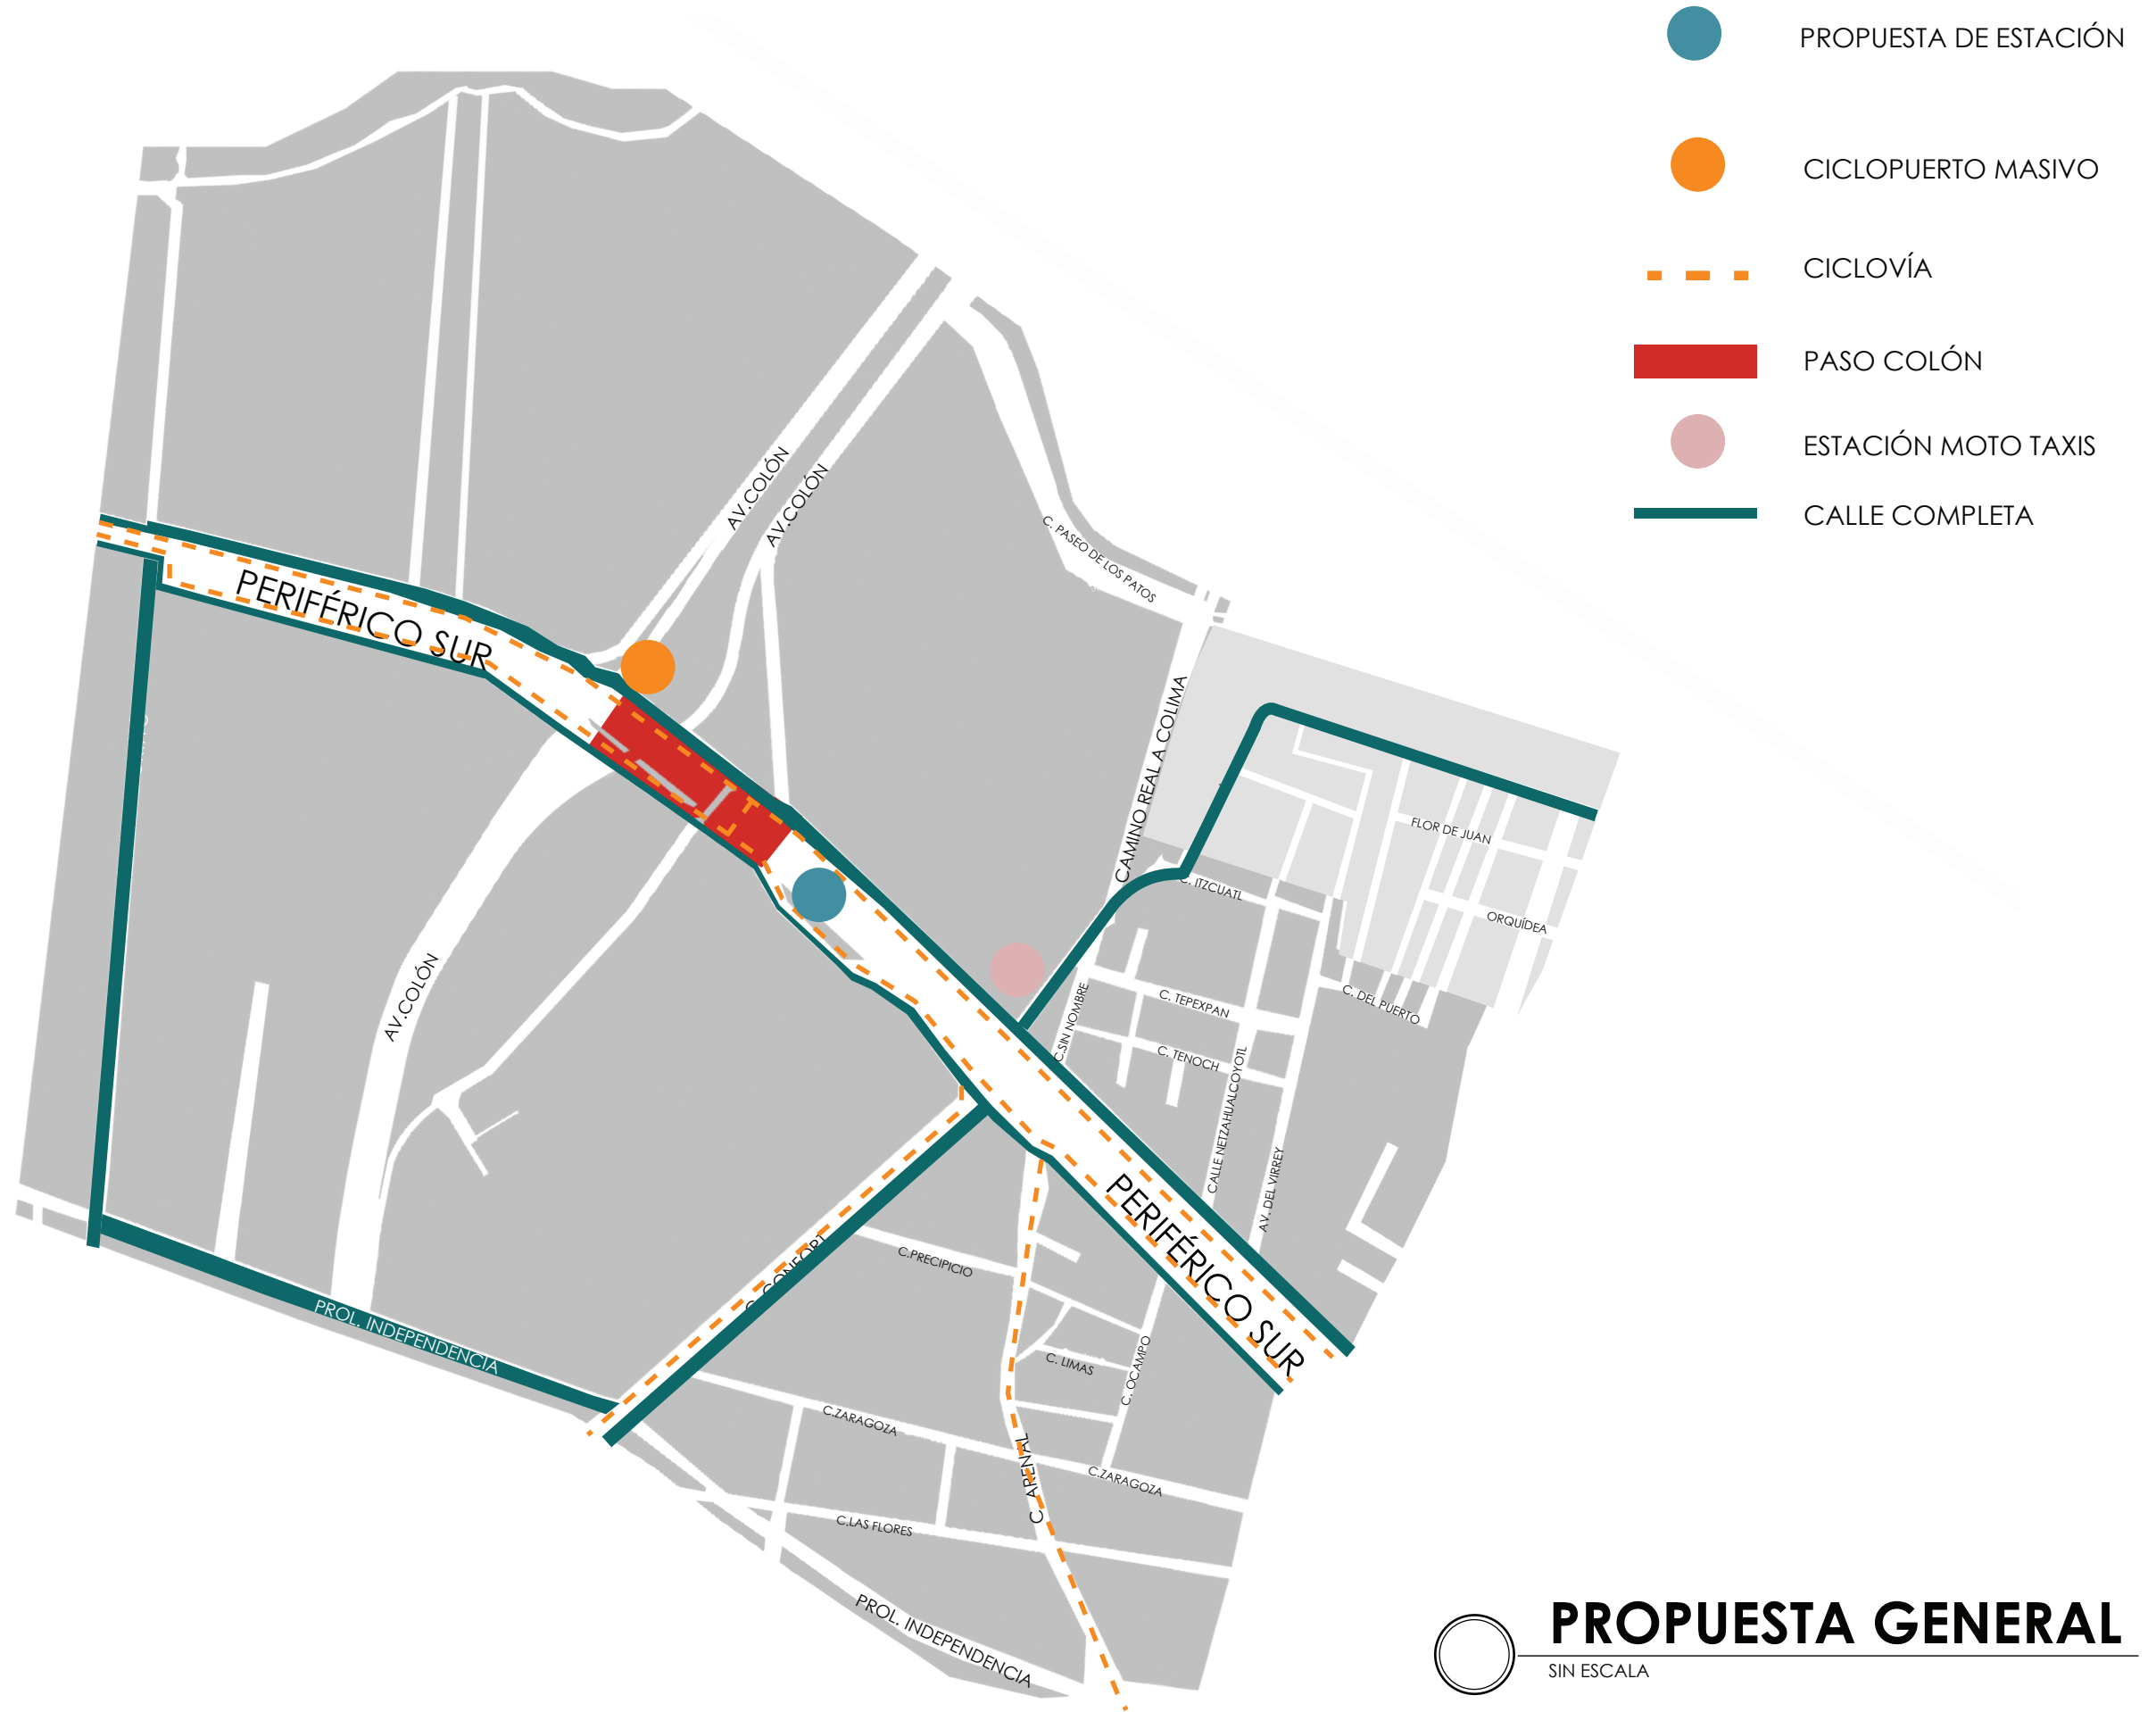 PROPUESTA DE ESTACIÓN
CICLOPUERTO MASIVO
CICLOVÍA
PASO COLÓN
ESTACIÓN MOTO TAXIS
CALLE COMPLETA
AV.COLÓN
AV.COLÓN
C. PASEO DE LOS PATOS
PERIFÉRICO SUR
CAMINO REAL A COLIMA
FLOR DE JUAN
C. ITZCUATL
ORQUÍDEA
AV.COLÓN
C. TEPEXPAN
C. DEL PUERTO
C.SIN NOMBRE
C. TENOCH
CALLE NETZAHUALCOYOTL
AV. DEL VIRREY
PERIFÉRICO SUR
C.PRECIPICIO
PROL. INDEPENDENCIA
C. LIMAS
C. OCAMPO
C.ZARAGOZA
C.ZARAGOZA
C. ARENAL
C.LAS FLORES
PROL. INDEPENDENCIA
PROPUESTA GENERAL
SIN ESCALA